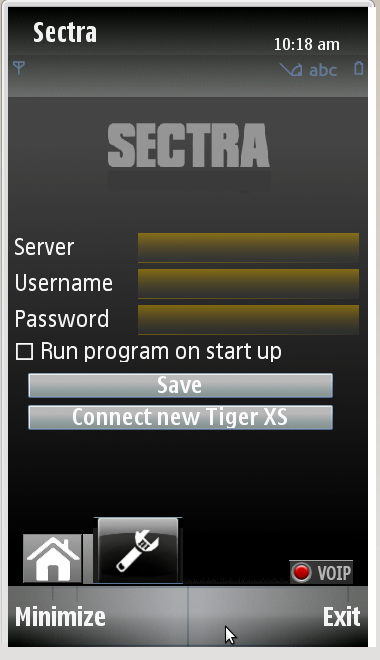 Sectra
10:18 am
abc
SECTRA
Server
Username
Password
Run program on start up
Save
Connect new Tiger XS
VOIP
Minimize
Exit